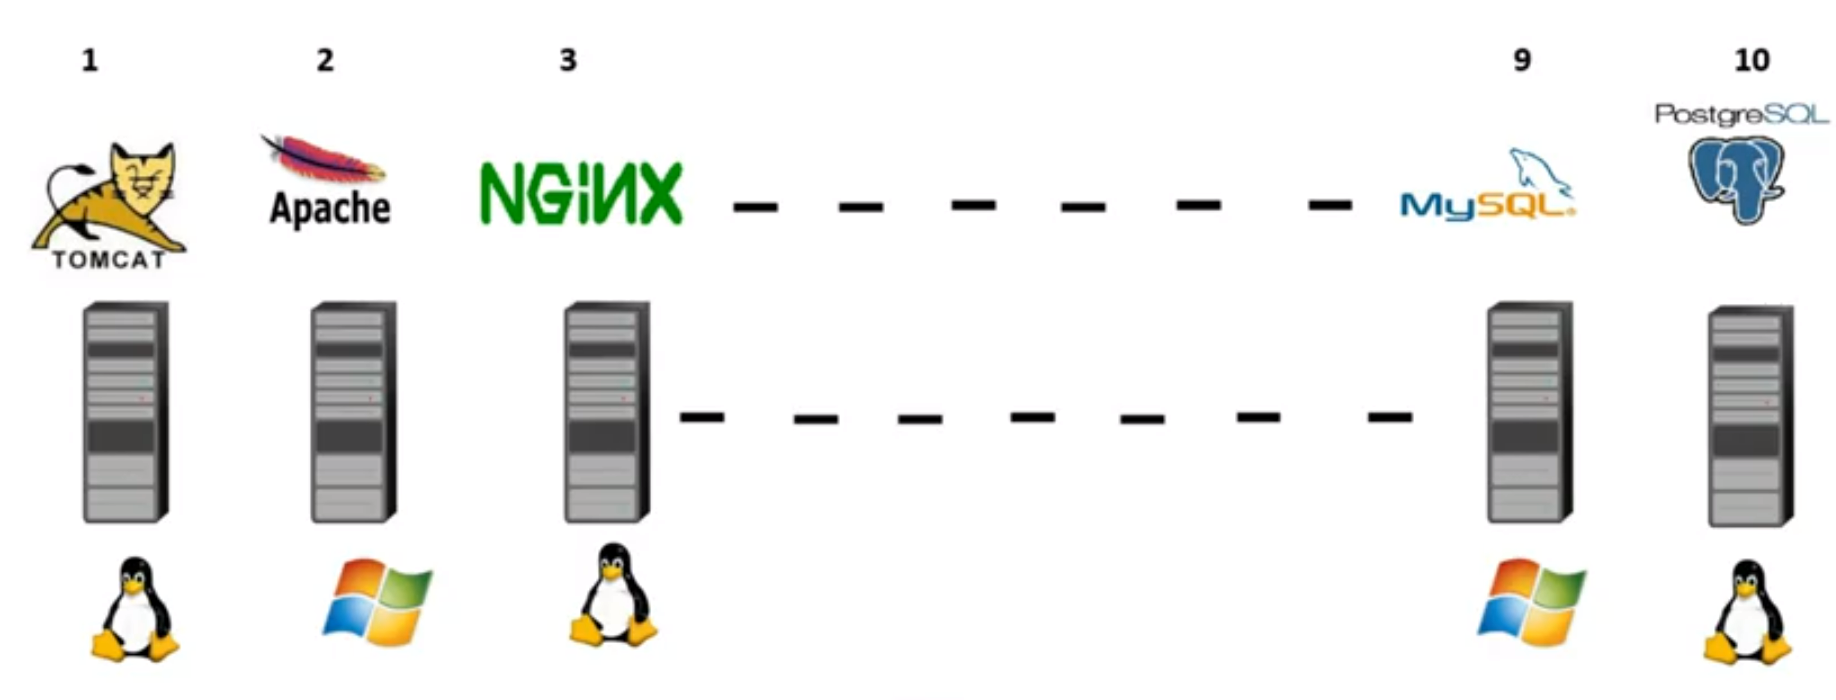 1
2
3
9
10
TOMCAT
Apache
NGiNX
MySQL
PostgreSQL